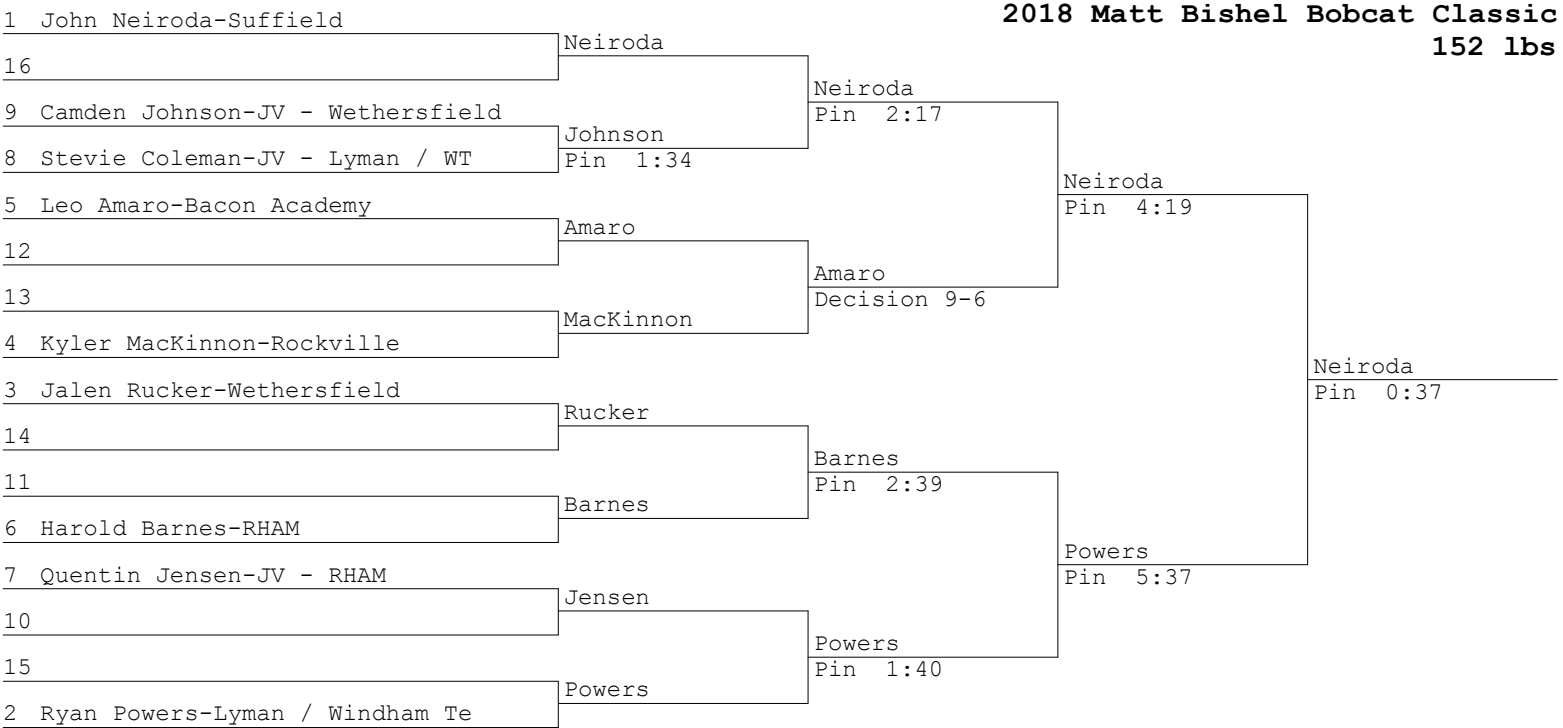 2018 Matt Bishel Bobcat Classic
152 lbs
1 John Neiroda-Suffield
16
9 Camden Johnson-JV - Wethersfield
8 Stevie Coleman-JV - Lyman / WT
5 Leo Amaro-Bacon Academy
12
13
4 Kyler MacKinnon-Rockville
3 Jalen Rucker-Wethersfield
14
11
6 Harold Barnes-RHAM
7 Quentin Jensen-JV - RHAM
10
15
2 Ryan Powers-Lyman / Windham Te
Neiroda
Johnson
Pin 1:34
Amaro
MacKinnon
Rucker
Barnes
Jensen
Powers
Neiroda
Pin 2:17
Amaro
Decision 9-6
Barnes
Pin 2:39
Powers
Pin 1:40
Neiroda
Pin 4:19
Powers
Pin 5:37
Neiroda
Pin 0:37